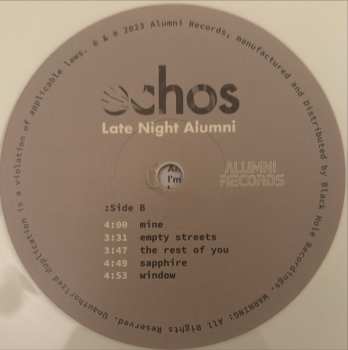 echos
Late Night Alumni
ALUMNI
RECORDS
:Side B
4:00 mine
3:31 empty streets
3:47 the rest of you
4:49 sapphire
4:53 window
℗ & © 2023 Alumni Records, manufactured and Distributed by Black Hole Recordings. WARNING: All Rights Reserved. Unauthorized duplication is a violation of applicable laws.
I'm